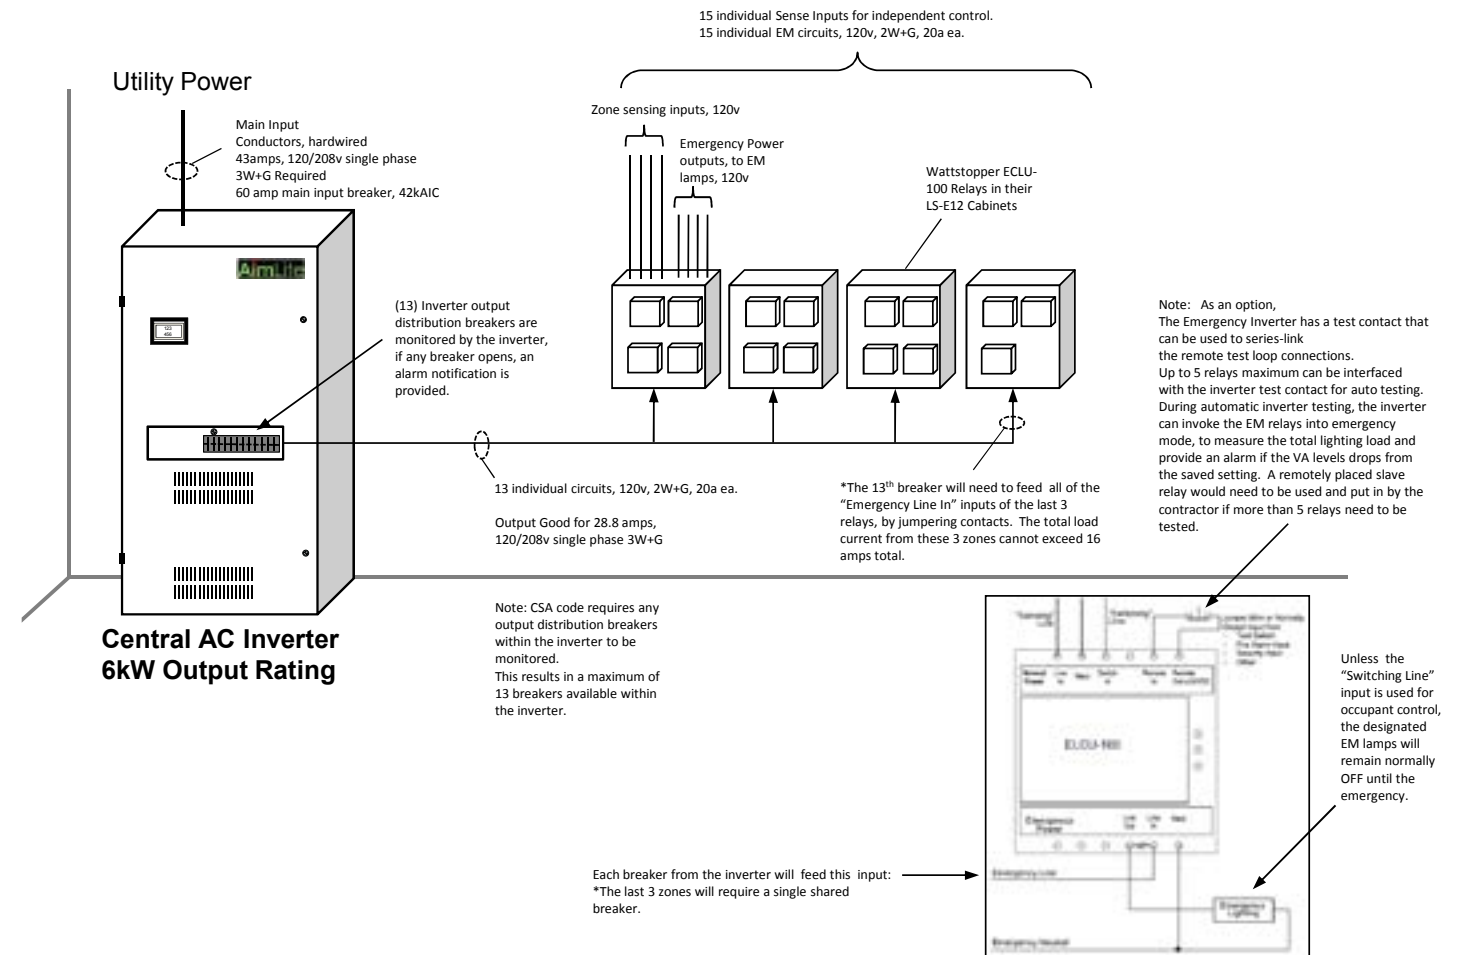 15 individual Sense Inputs for independent control.
15 individual EM circuits, 120v, 2W+G, 20a ea.
Utility Power
Main Input
Conductors, hardwired
43amps, 120/208v single phase
3W+G Required
60 amp main input breaker, 42kAIC
Zone sensing inputs, 120v
Emergency Power
outputs, to EM
lamps, 120v
Wattstopper ECLU-
100 Relays in their
LS-E12 Cabinets
123
456
(13) Inverter output
distribution breakers are
monitored by the inverter,
if any breaker opens, an
alarm notification is
provided.
Note:   As an option,
The Emergency Inverter has a test contact that
can be used to series-link
the remote test loop connections.
Up to 5 relays maximum can be interfaced
with the inverter test contact for auto testing.
During automatic inverter testing, the inverter
can invoke the EM relays into emergency
mode, to measure the total lighting load and
provide an alarm if the VA levels drops from
the saved setting.  A remotely placed slave
relay would need to be used and put in by the
contractor if more than 5 relays need to be
tested.
13 individual circuits, 120v, 2W+G, 20a ea.
Output Good for 28.8 amps,
120/208v single phase 3W+G
*The 13th breaker will need to feed  all of the
“Emergency Line In” inputs of the last 3
relays, by jumpering contacts.  The total load
current from these 3 zones cannot exceed 16
amps total.
Central AC Inverter
6kW Output Rating
Note: CSA code requires any
output distribution breakers
within the inverter to be
monitored.
This results in a maximum of
13 breakers available within
the inverter.
Unless  the
“Switching Line”
input is used for
occupant control,
the designated
EM lamps will
remain normally
OFF until the
emergency.
Emergency
Power
Each breaker from the inverter will  feed this  input:
*The last 3 zones will require a single shared
breaker.
Emergency Line
Emergency
Lighting
Emergency Neutral